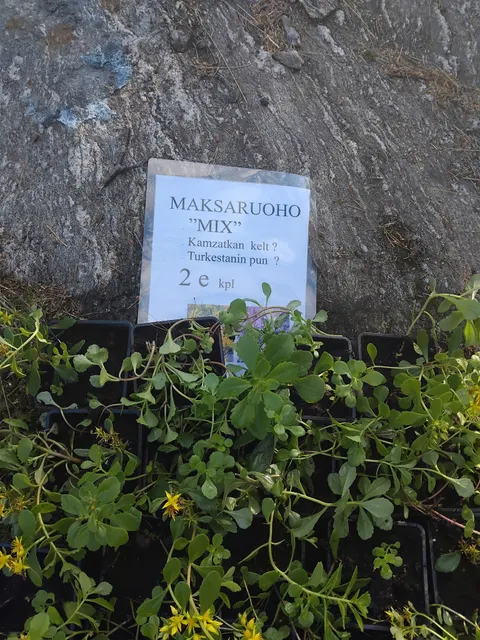 MAKSARUOHO
”MIX”
Kamzatkan kelt ?
Turkestanin pun ?
2 e kpl